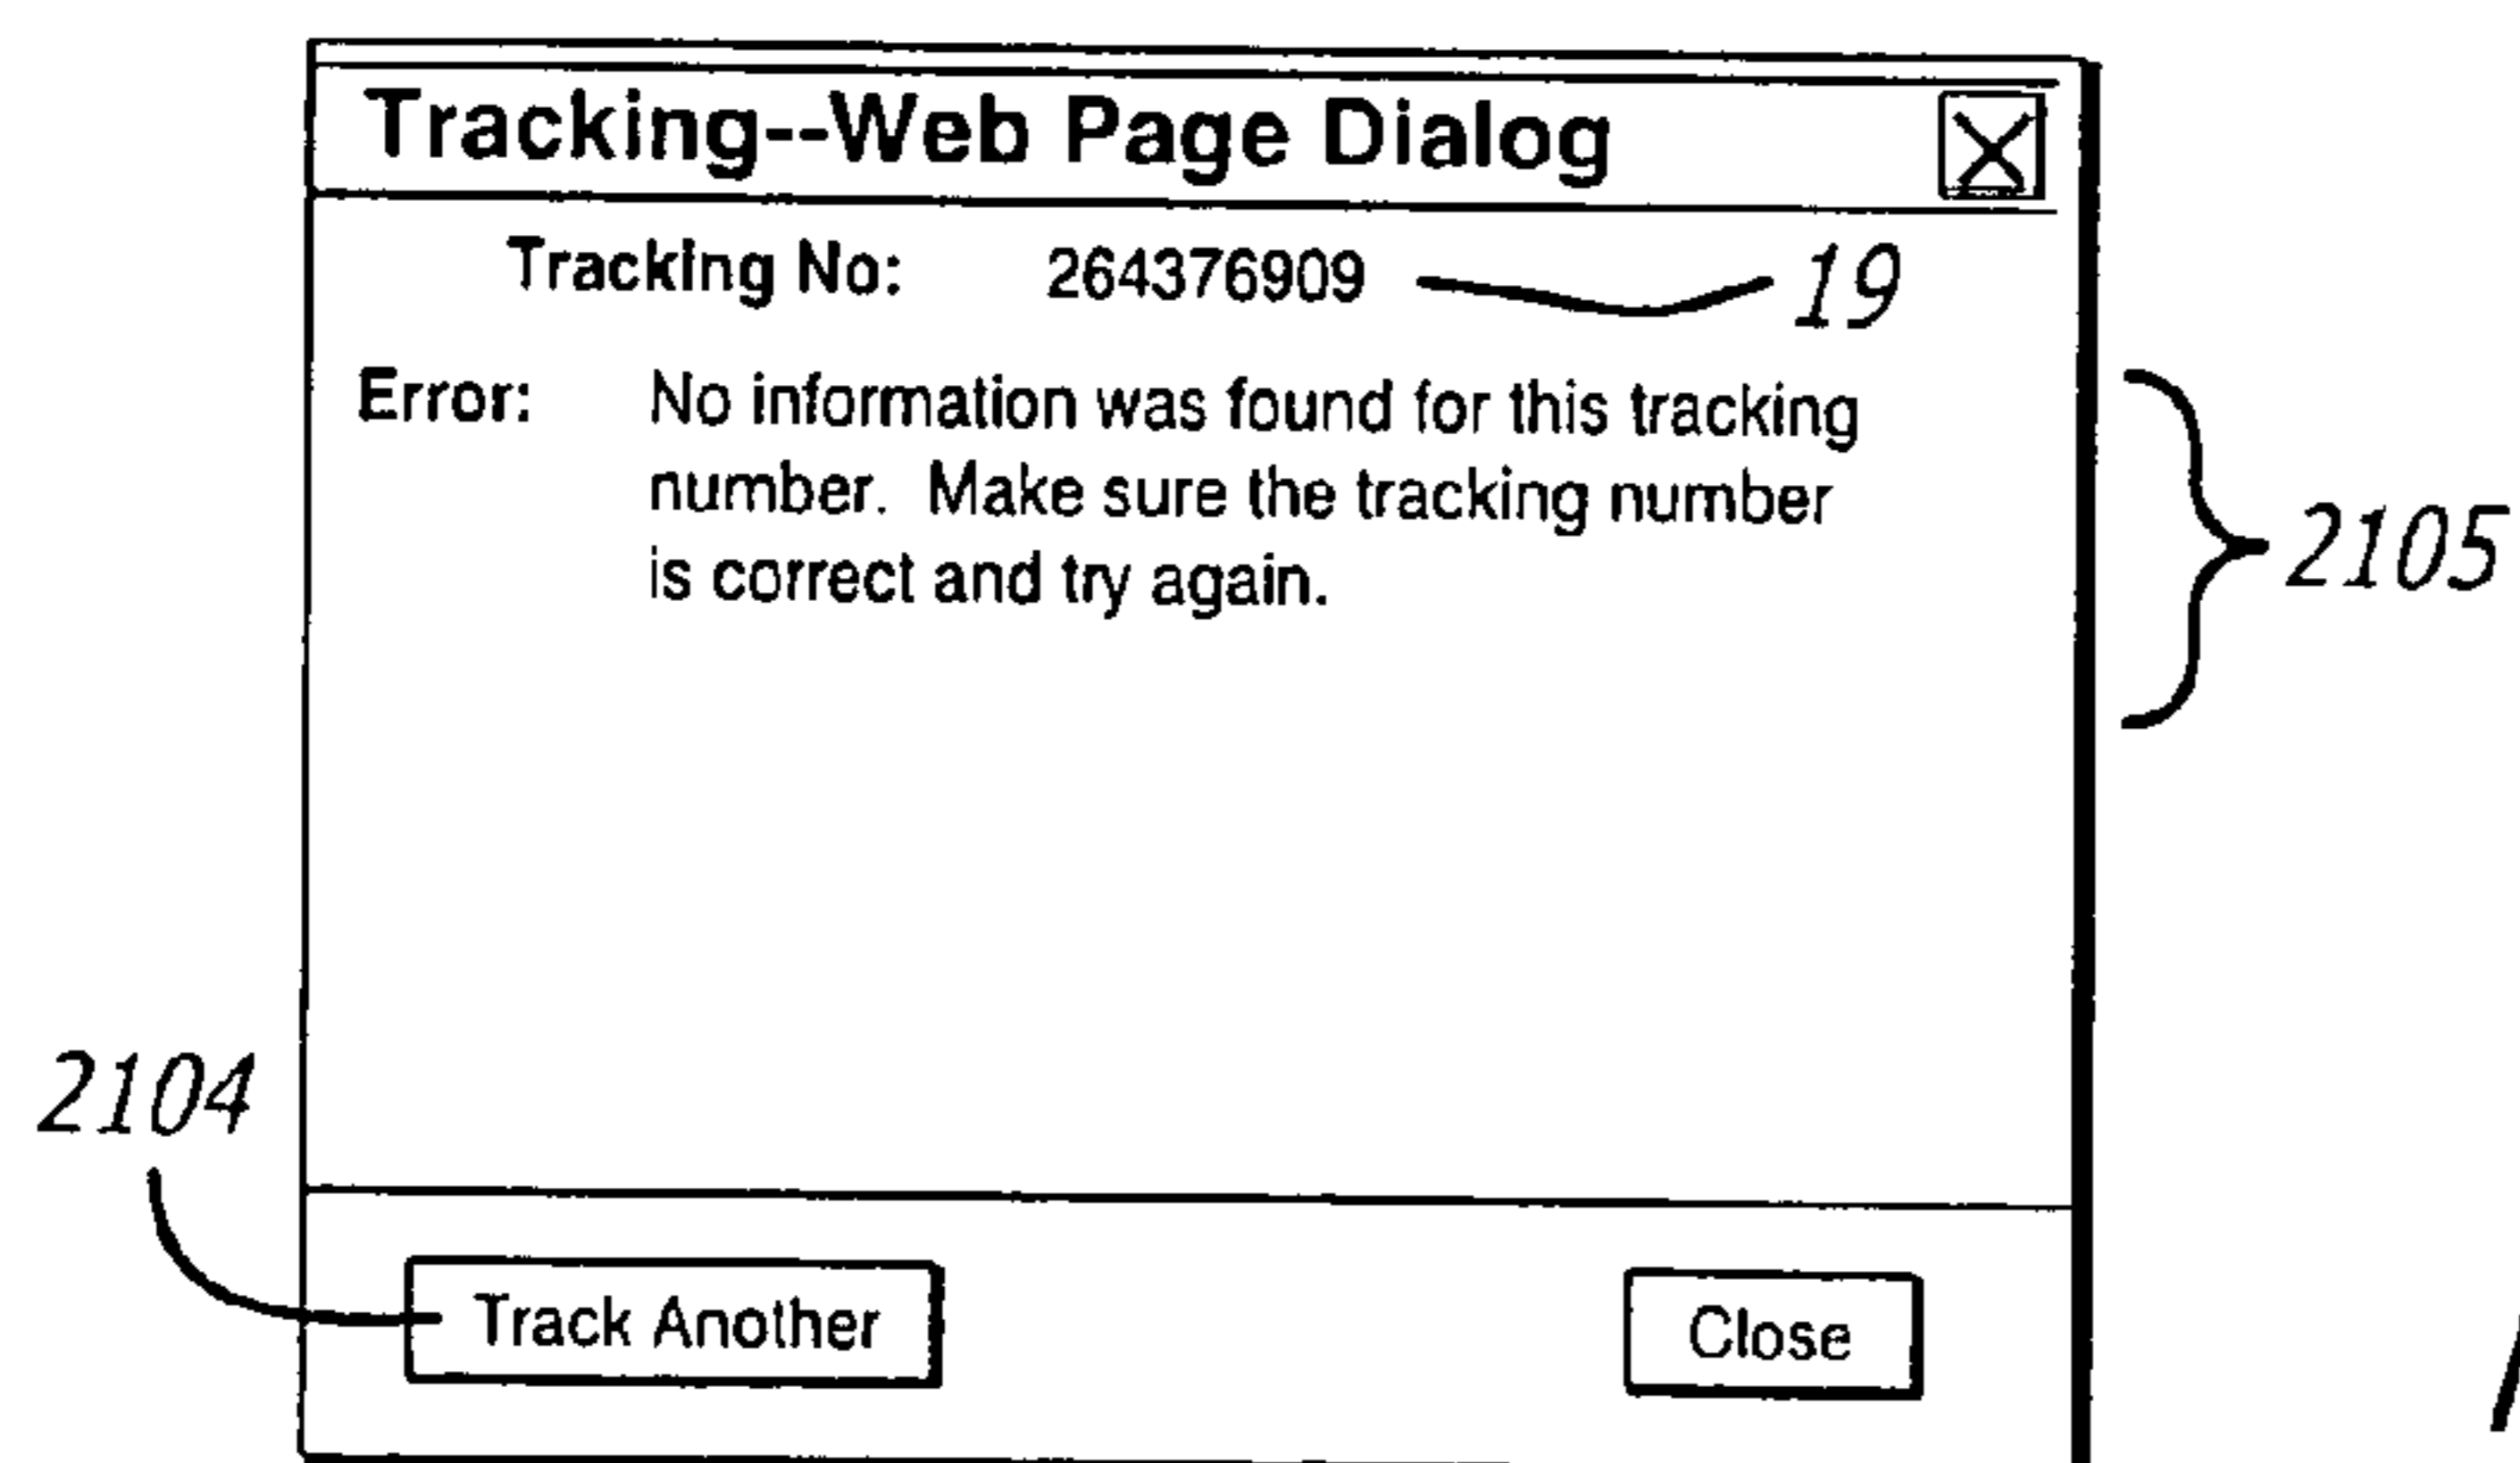 Tracking--Web Page Dialog
Tracking No: 264376909 19
Error: No information was found for this tracking
number. Make sure the tracking number
is correct and try again.
2105
2104
Track Another Close